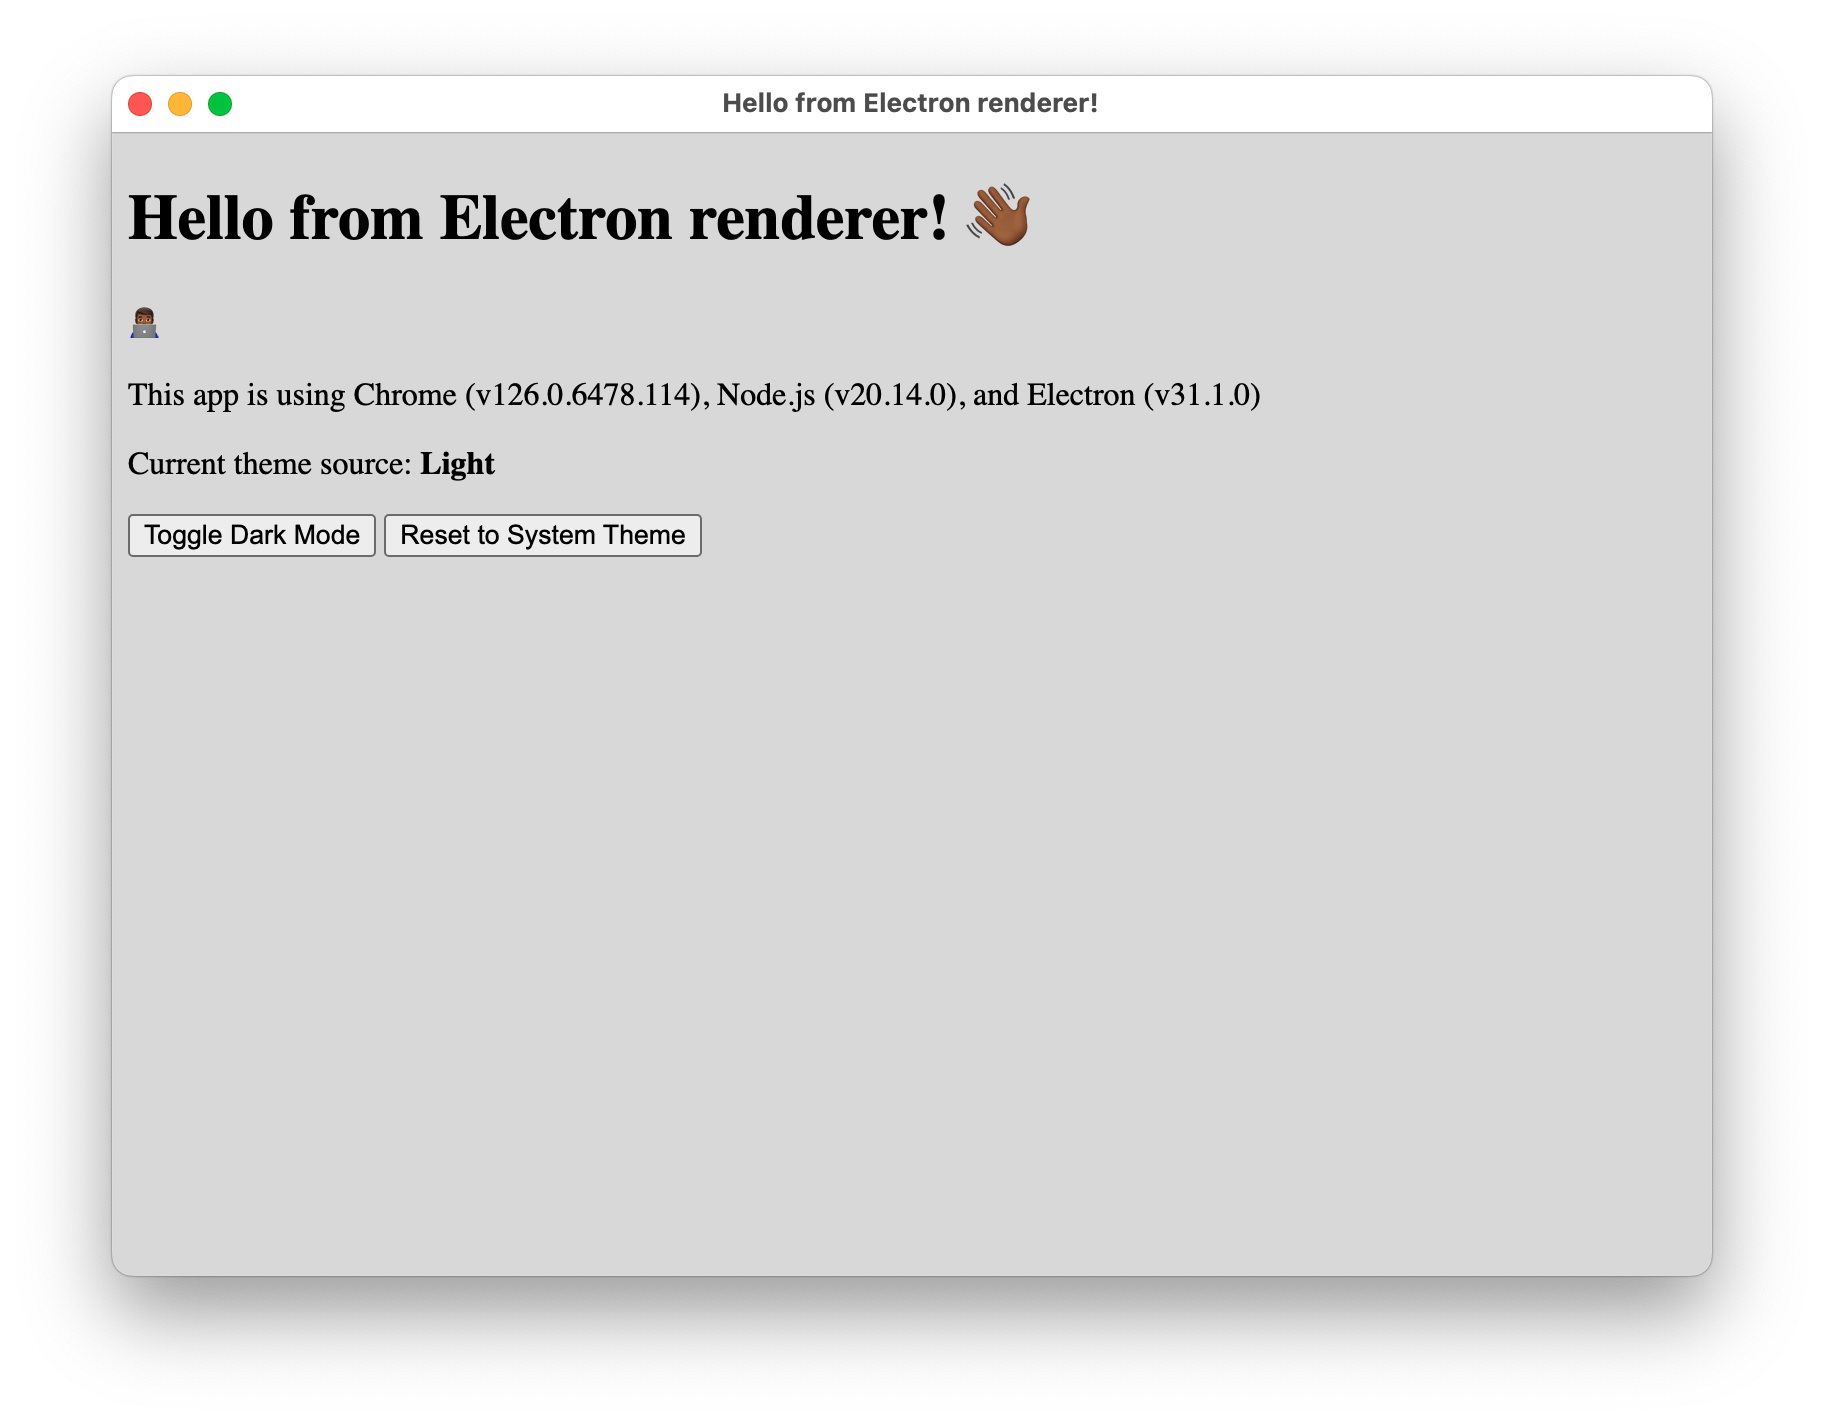 Hello from Electron renderer!
Hello from Electron renderer! 👋🏾
👨🏾‍💻
This app is using Chrome (v126.0.6478.114), Node.js (v20.14.0), and Electron (v31.1.0)
Current theme source: Light
Toggle Dark Mode Reset to System Theme